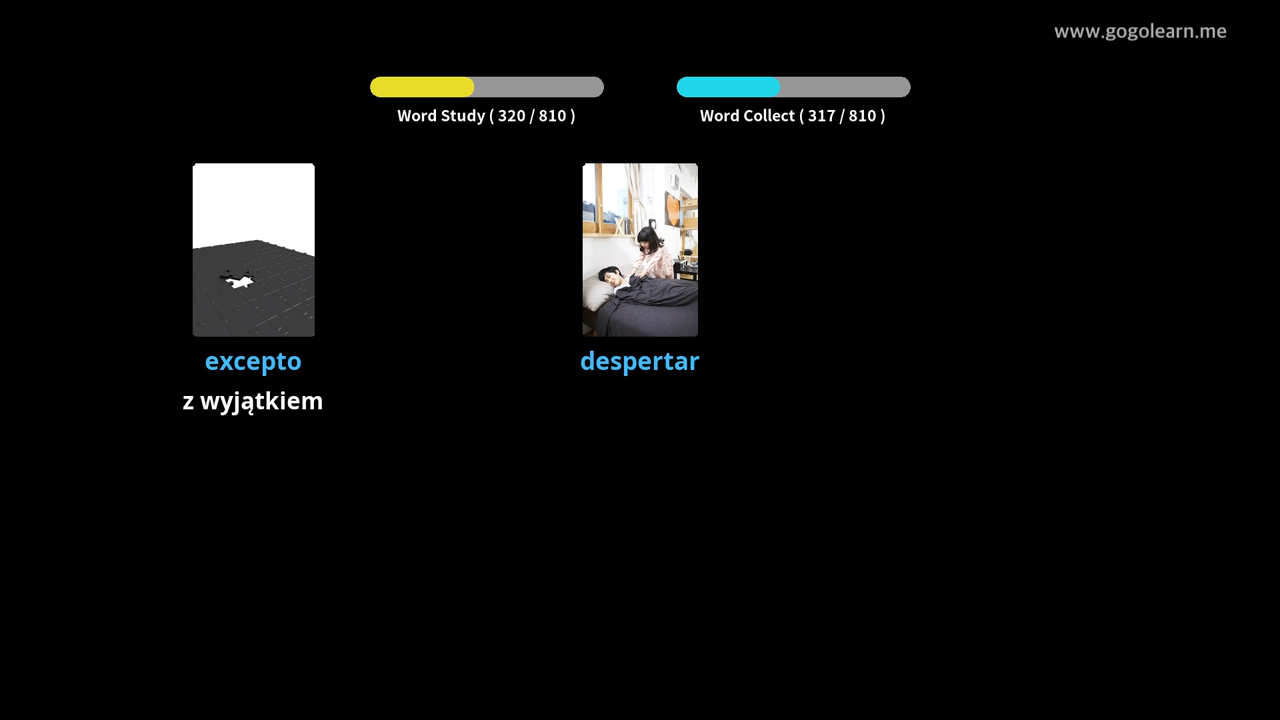 www.gogolearn.me
Word Study ( 320 / 810 )
Word Collect ( 317 / 810 )
excepto
despertar
z wyjątkiem